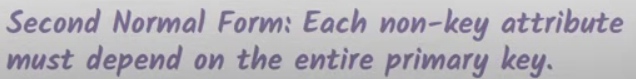 Second Normal Form: Each non-key attribute
must depend on the entire primary key.